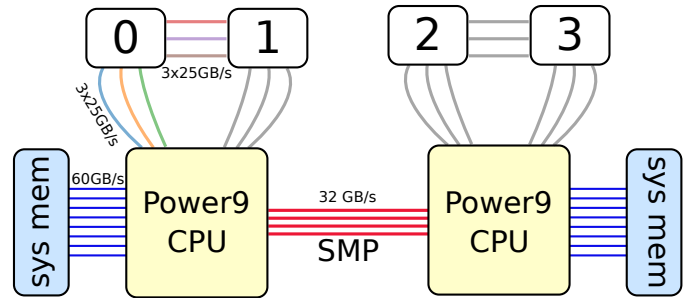 0
1
2
3
3x25GB/s
3x25GB/s
sys mem
60GB/s
Power9
CPU
32 GB/s
SMP
Power9
CPU
sys mem